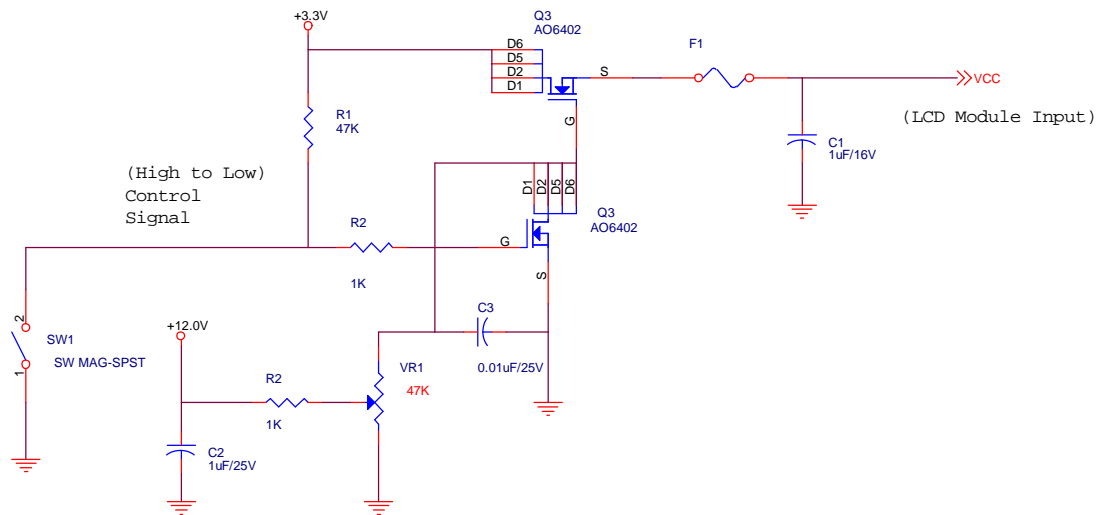 +3.3V
Q3
AO6402
D6
D5
D2
D1
S
G
F1
VCC
(LCD Module Input)
C1
1uF/16V
R1
47K
(High to Low)
Control
Signal
D1
D2
D5
D6
Q3
AO6402
R2
1K
G
S
2
1
SW1
SW MAG-SPST
+12.0V
C3
0.01uF/25V
R2
1K
VR1
47K
C2
1uF/25V